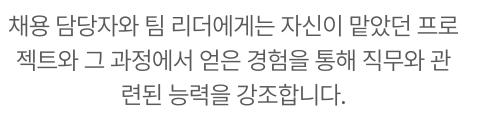 채용 담당자와 팀 리더에게는 자신이 맡았던 프로
젝트와 그 과정에서 얻은 경험을 통해 직무와 관
련된 능력을 강조합니다.